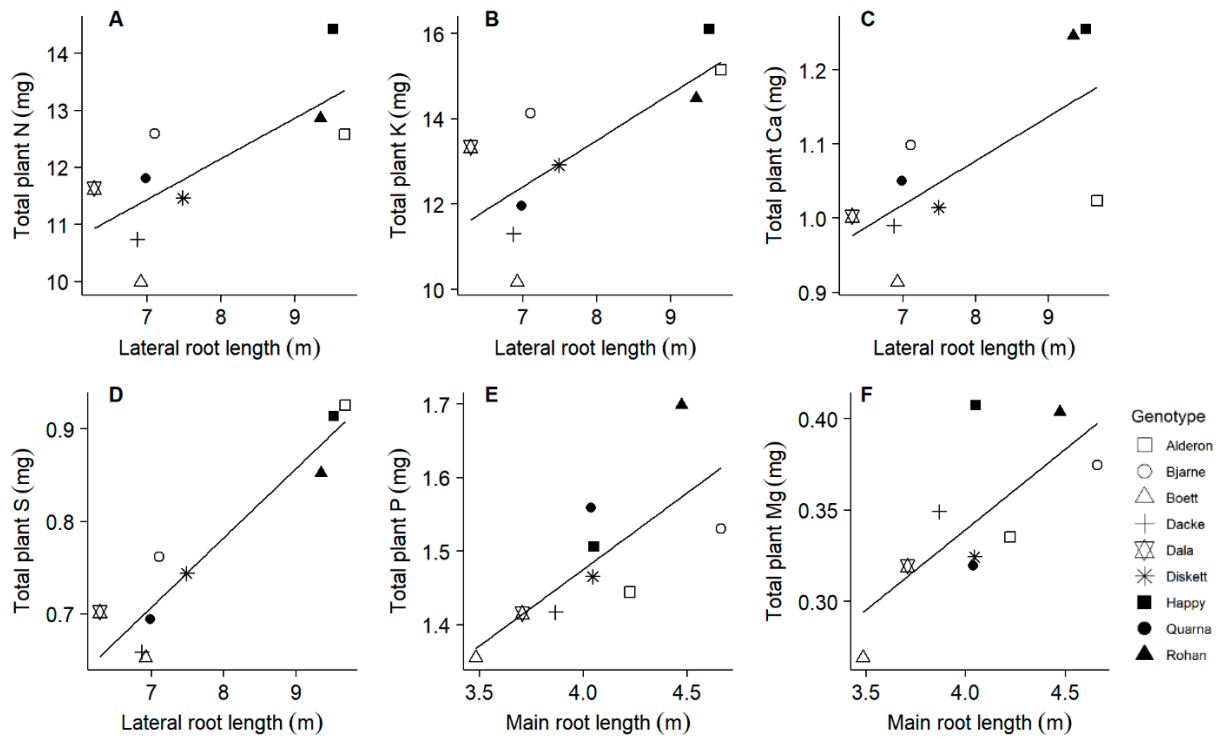 A
Total plant N (mg)
14
13
12
11
10
7 8 9
Lateral root length (m)
B
Total plant K (mg)
16
14
12
10
7 8 9
Lateral root length (m)
C
Total plant Ca (mg)
1.2
1.1
1.0
0.9
7 8 9
Lateral root length (m)
D
Total plant S (mg)
0.9
0.8
0.7
7 8 9
Lateral root length (m)
E
Total plant P (mg)
1.7
1.6
1.5
1.4
3.5 4.0 4.5
Main root length (m)
F
Total plant Mg (mg)
0.40
0.35
0.30
3.5 4.0 4.5
Main root length (m)
Genotype
Alderon
Bjarne
Boett
Dacke
Dala
Diskett
Happy
Quarna
Rohan